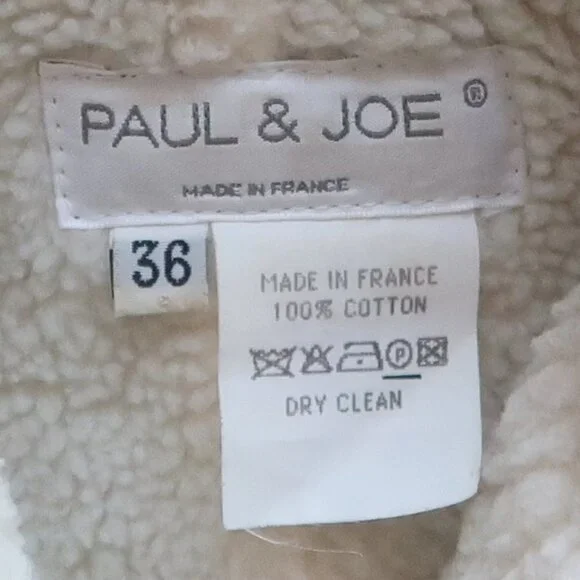 PAUL & JOE ®
MADE IN FRANCE
36
MADE IN FRANCE
100% COTTON
P
DRY CLEAN